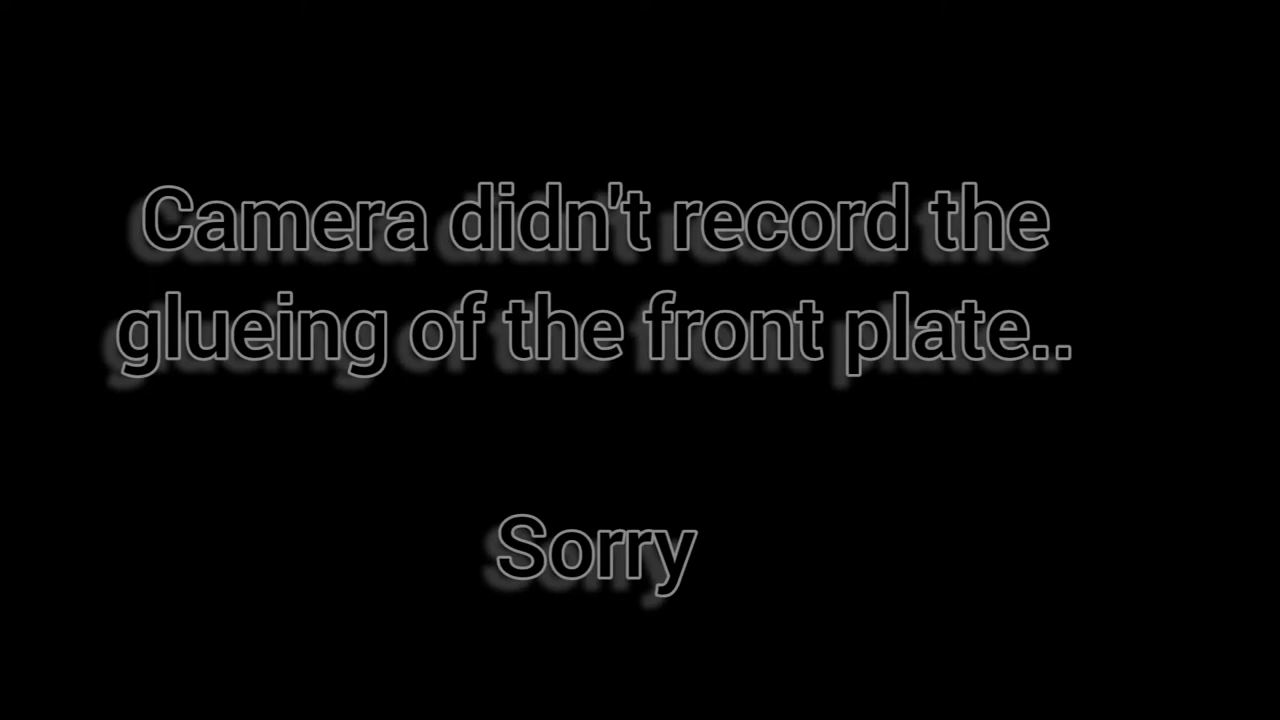 Camera didn't record the
glueing of the front plate..
Sorry